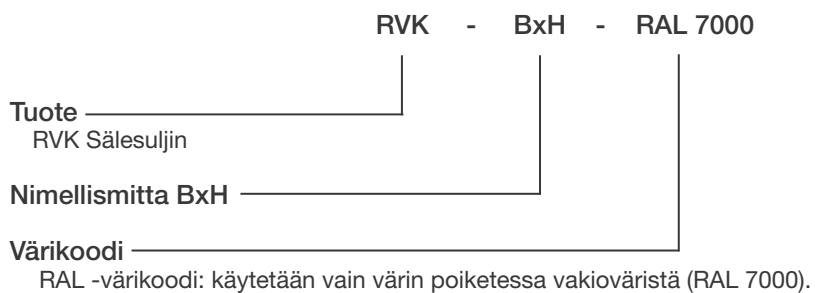 RVK - BxH - RAL 7000
Tuote
RVK Sälesuljin
Nimellismitta BxH
Värikoodi
RAL -värikoodi: käytetään vain värin poiketessa vakioväristä (RAL 7000).